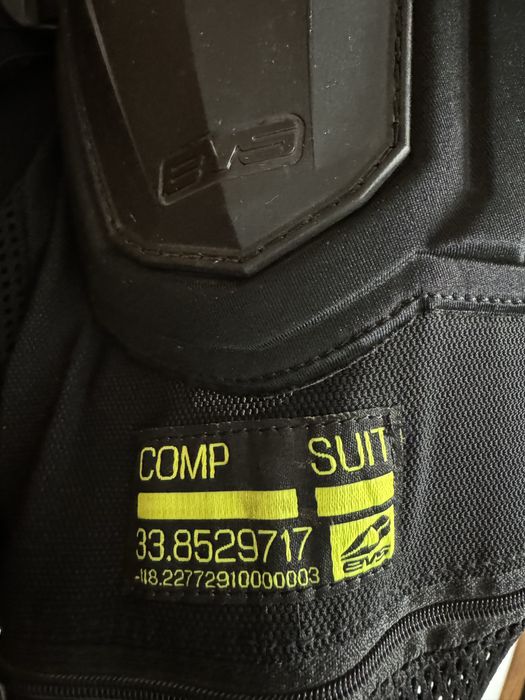 EVS
COMP SUIT
33.8529717
-118.22772910000003
EVS